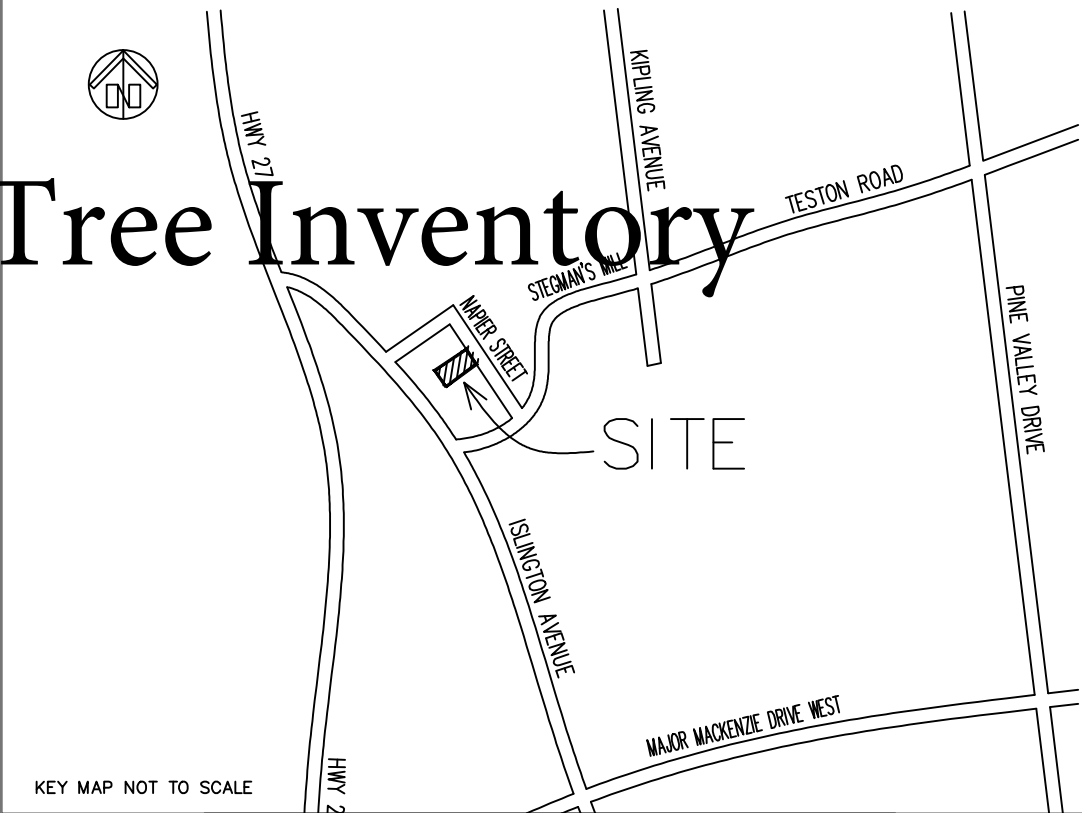 N
KIPLING AVENUE
HWY 27
TESTON ROAD
Tree Inventory
STEGMAN'S MILL
NAPIER STREET
PINE VALLEY DRIVE
SITE
ISLINGTON AVENUE
MAJOR MACKENZIE DRIVE WEST
HWY 2
KEY MAP NOT TO SCALE